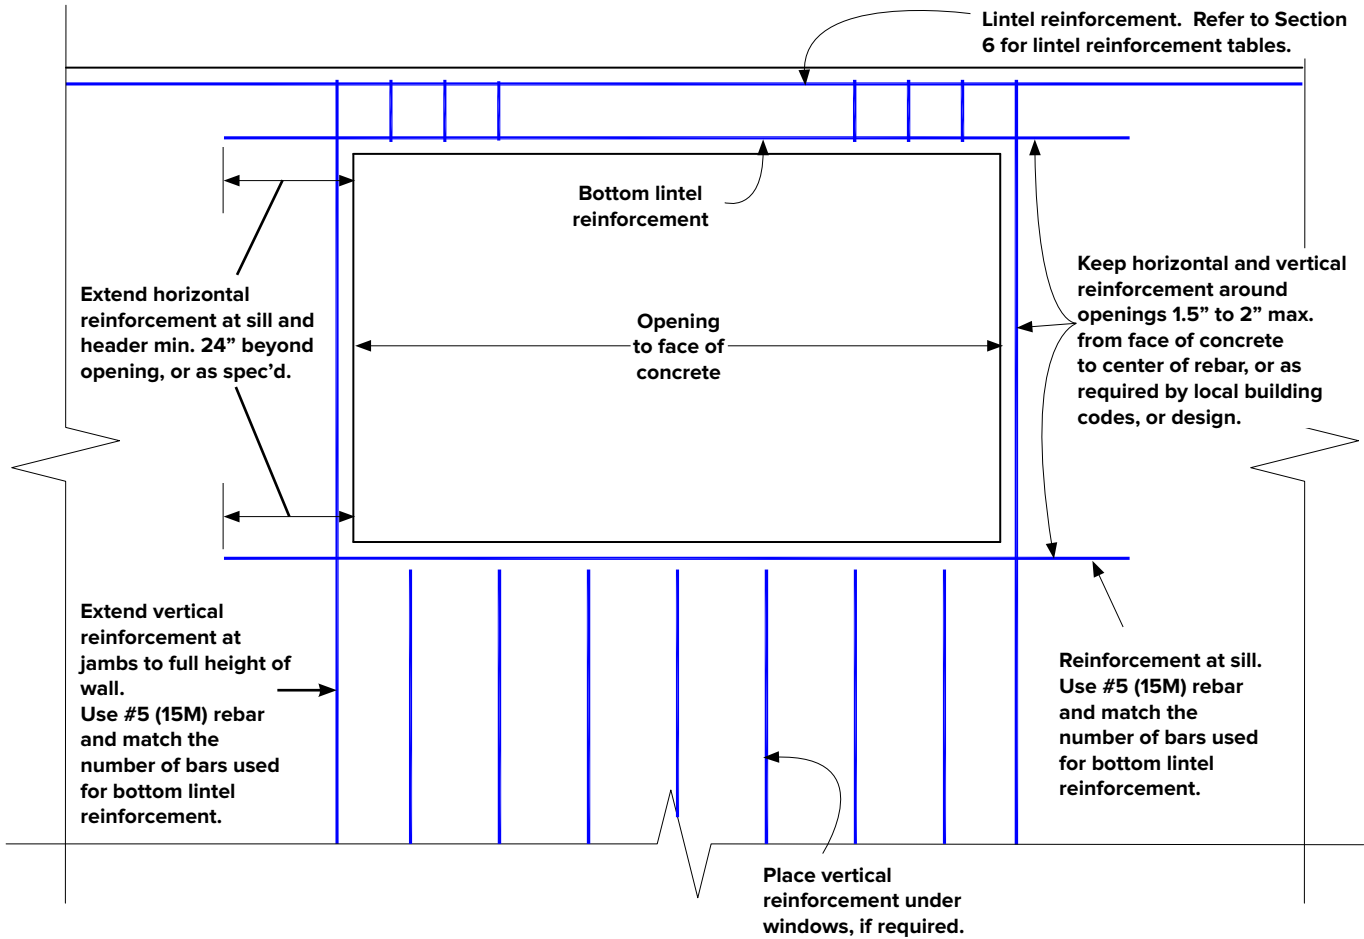 Lintel reinforcement.  Refer to Section
6 for lintel reinforcement tables.
Bottom lintel
reinforcement
Extend horizontal
reinforcement at sill and
header min. 24” beyond
opening, or as spec’d.
Opening
to face of
concrete
Keep horizontal and vertical
reinforcement around
openings 1.5” to 2” max.
from face of concrete
to center of rebar, or as
required by local building
codes, or design.
Extend vertical
reinforcement at
jambs to full height of
wall.
Use #5 (15M) rebar
and match the
number of bars used
for bottom lintel
reinforcement.
Reinforcement at sill.
Use #5 (15M) rebar
and match the
number of bars used
for bottom lintel
reinforcement.
Place vertical
reinforcement under
windows, if required.